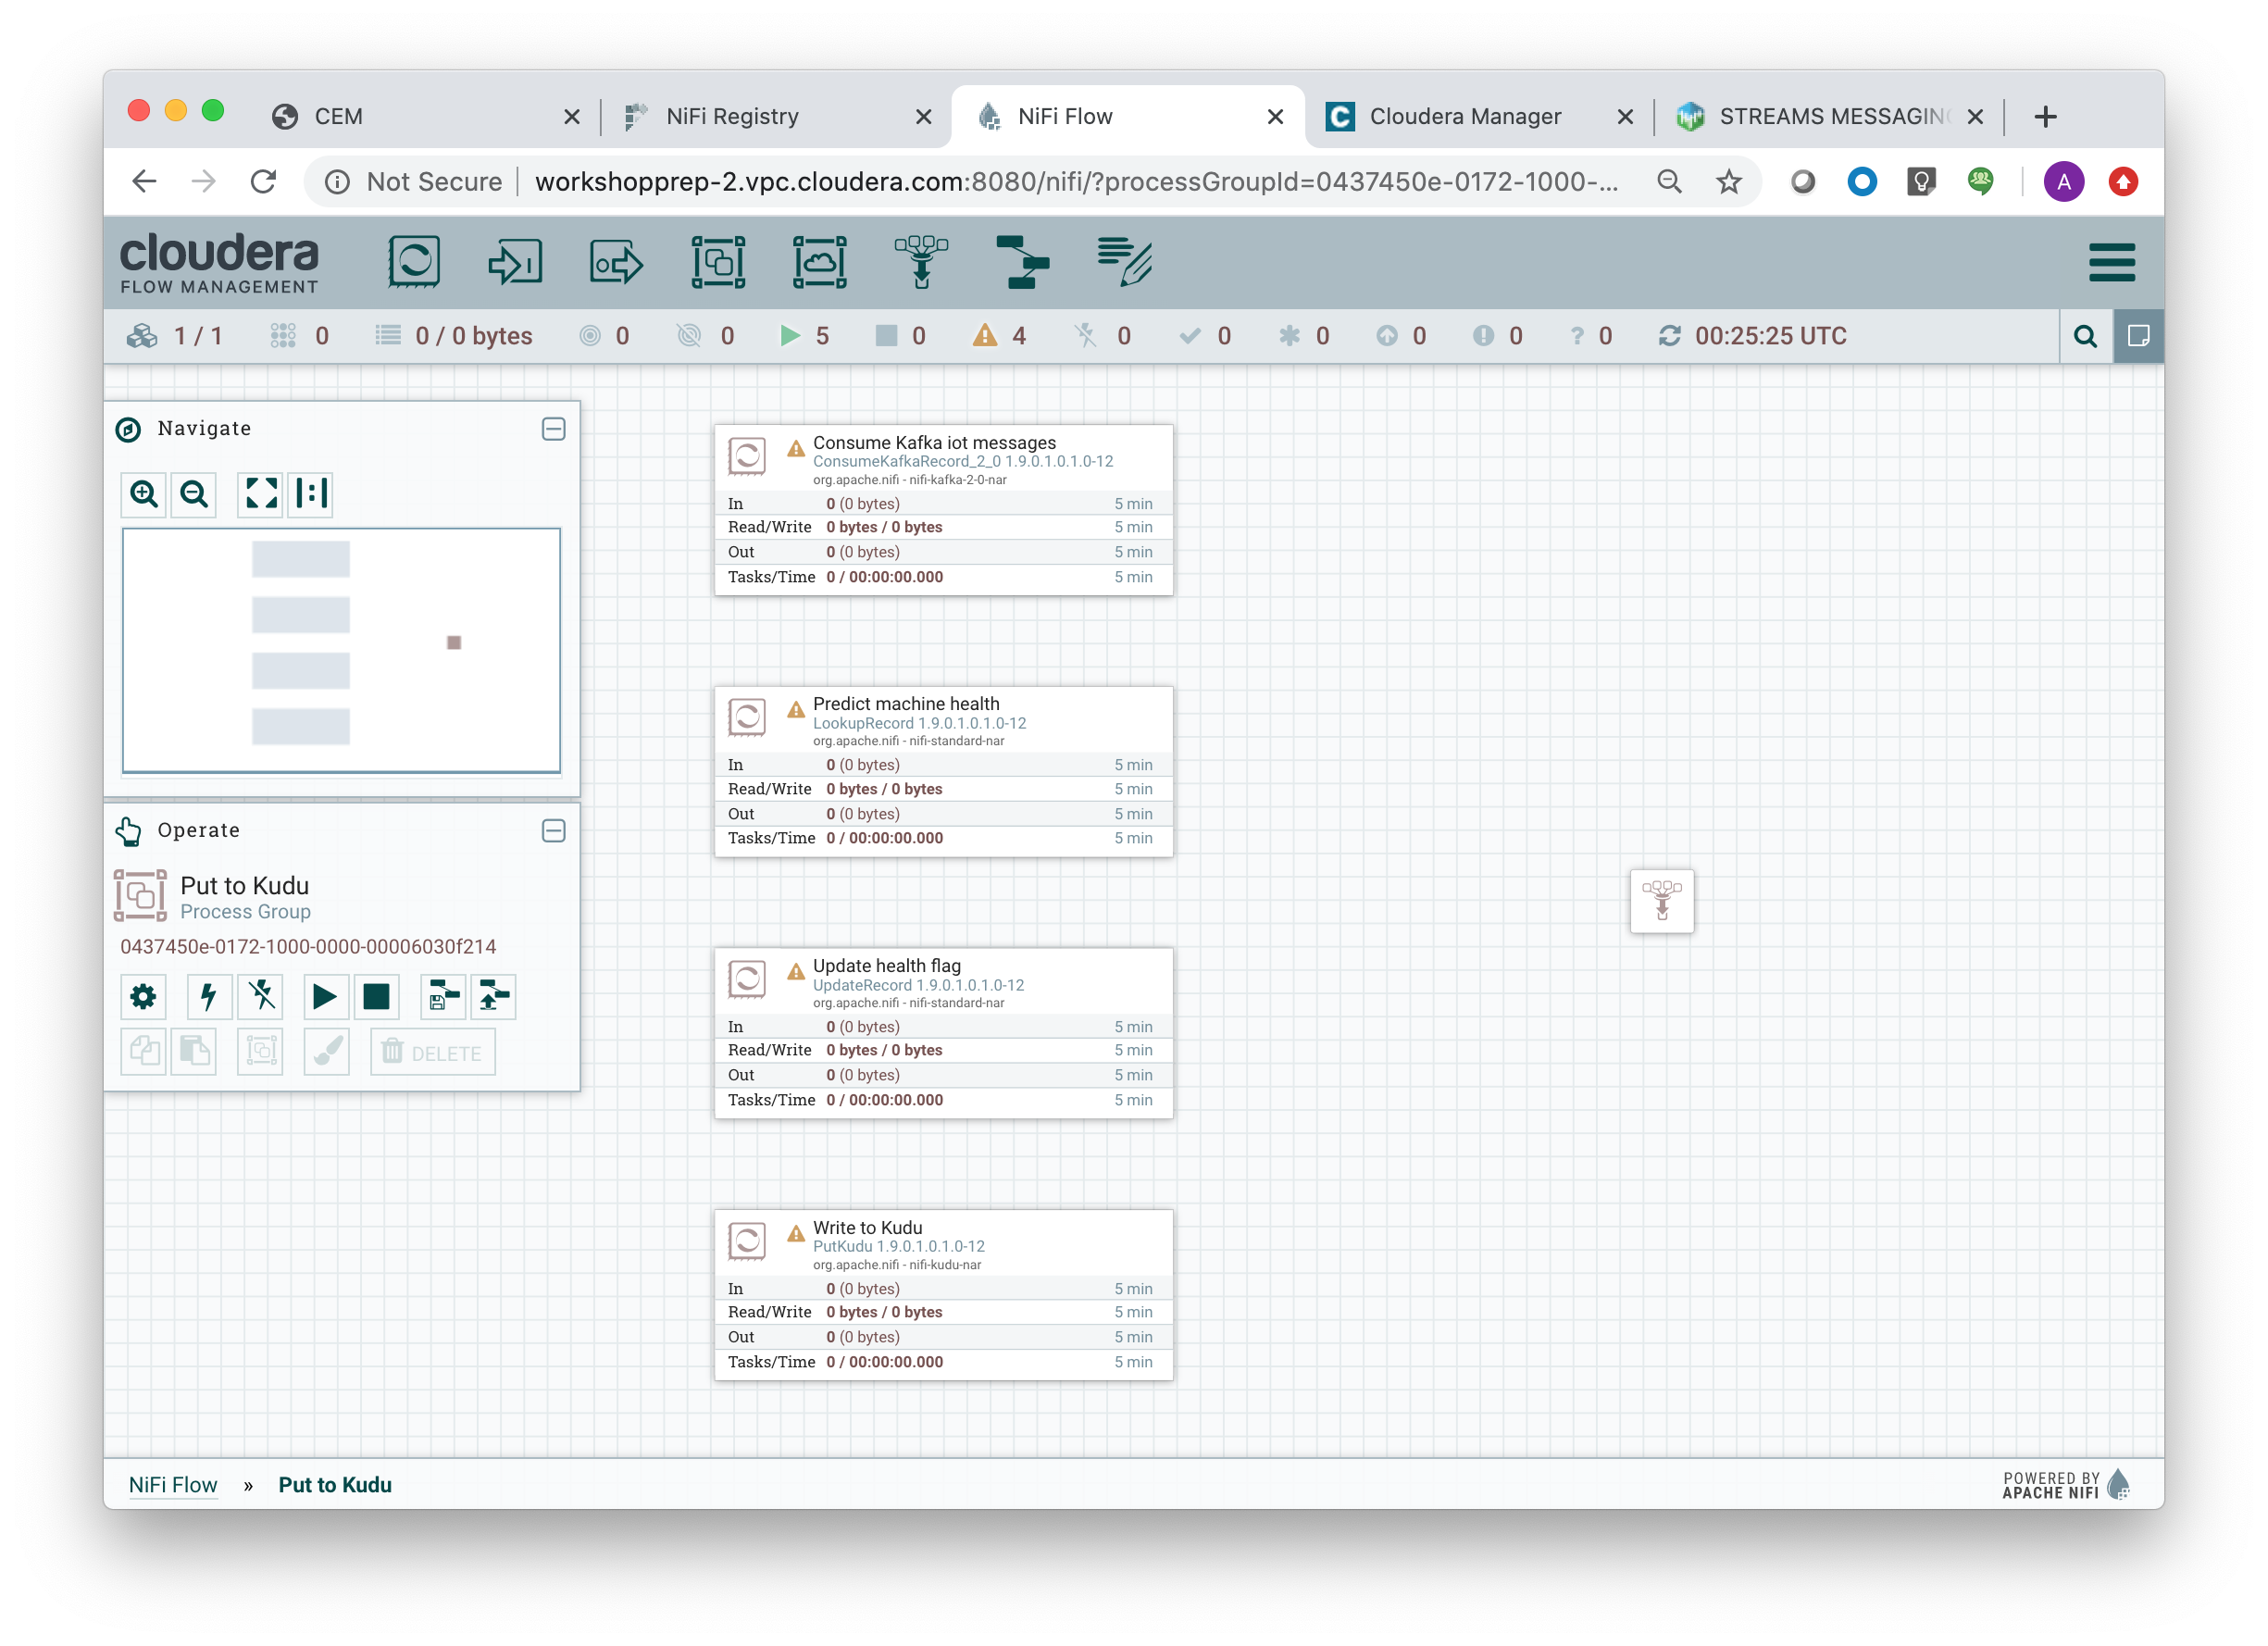 CEM
NiFi Registry
NiFi Flow
Cloudera Manager
STREAMS MESSAGING
Not Secure
workshopprep-2.vpc.cloudera.com:8080/nifi/?processGroupId=0437450e-0172-1000-...
A
cloudera
FLOW MANAGEMENT
1 / 1 0 0 / 0 bytes 0 0 5 0 4 0 0 0 0 0 ? 0 00:25:25 UTC
Navigate
Operate
Put to Kudu
Process Group
0437450e-0172-1000-0000-00006030f214
DELETE
Consume Kafka iot messages
ConsumeKafkaRecord_2_0 1.9.0.1.0.1.0-12
org.apache.nifi - nifi-kafka-2-0-nar
In 0 (0 bytes) 5 min
Read/Write 0 bytes / 0 bytes 5 min
Out 0 (0 bytes) 5 min
Tasks/Time 0 / 00:00:00.000 5 min
Predict machine health
LookupRecord 1.9.0.1.0.1.0-12
org.apache.nifi - nifi-standard-nar
In 0 (0 bytes) 5 min
Read/Write 0 bytes / 0 bytes 5 min
Out 0 (0 bytes) 5 min
Tasks/Time 0 / 00:00:00.000 5 min
Update health flag
UpdateRecord 1.9.0.1.0.1.0-12
org.apache.nifi - nifi-standard-nar
In 0 (0 bytes) 5 min
Read/Write 0 bytes / 0 bytes 5 min
Out 0 (0 bytes) 5 min
Tasks/Time 0 / 00:00:00.000 5 min
Write to Kudu
PutKudu 1.9.0.1.0.1.0-12
org.apache.nifi - nifi-kudu-nar
In 0 (0 bytes) 5 min
Read/Write 0 bytes / 0 bytes 5 min
Out 0 (0 bytes) 5 min
Tasks/Time 0 / 00:00:00.000 5 min
NiFi Flow » Put to Kudu
POWERED BY
APACHE NIFI